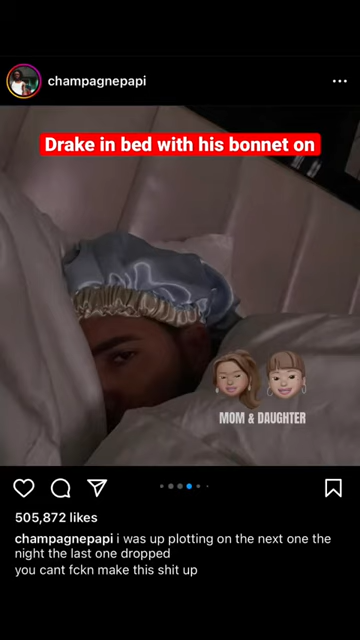 champagnepapi
Drake in bed with his bonnet on
MOM & DAUGHTER
505,872 likes
champagnepapi i was up plotting on the next one the
night the last one dropped
you cant fckn make this shit up